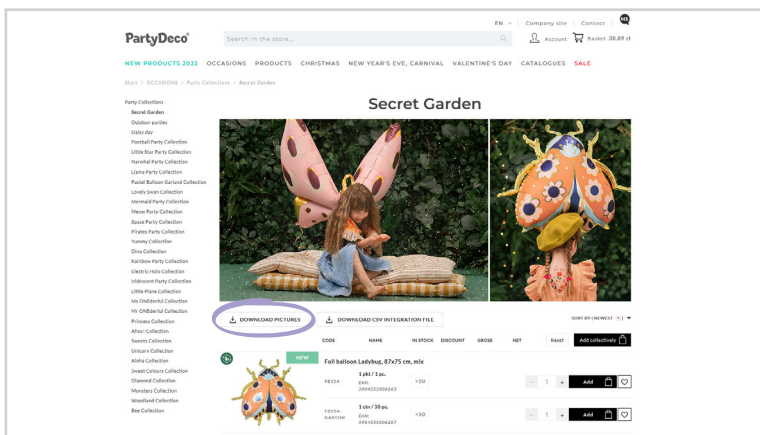 EN Company site Contact MS
PartyDeco®
Search in the store...
Account Basket 38.89 zł
NEW PRODUCTS 2022 OCCASIONS PRODUCTS CHRISTMAS NEW YEAR'S EVE, CARNIVAL VALENTINE'S DAY CATALOGUES SALE
Start / OCCASIONS / Party Collections / Secret Garden
Party Collections
Secret Garden
Outdoor parties
Daisy day
Football Party Collection
Little Star Party Collection
Narwhal Party Collection
Llama Party Collection
Pastel Balloon Garland Collection
Lovely Swan Collection
Mermaid Party Collection
Meow Party Collection
Space Party Collection
Pirates Party Collection
Yummy Collection
Dino Collection
Rainbow Party Collection
Electric Holo Collection
Iridescent Party Collection
Little Plane Collection
Ms ONEderful Collection
Mr ONEderful Collection
Princess Collection
Ahoy! Collection
Sweets Collection
Unicorn Collection
Aloha Collection
Sweet Colours Collection
Diamond Collection
Monsters Collection
Woodland Collection
Bee Collection
Secret Garden
DOWNLOAD PICTURES DOWNLOAD CSV INTEGRATION FILE
SORT BY ( NEWEST )
CODE NAME IN STOCK DISCOUNT GROSS NET Reset Add collectively
NEW
Foil balloon Ladybug, 87x75 cm, mix
1 pkt / 1 pc.
FB154 EAN: >50 - 1 + Add
1 ctn / 50 pc.
EAN: >50 - 1 + Add
KARTON